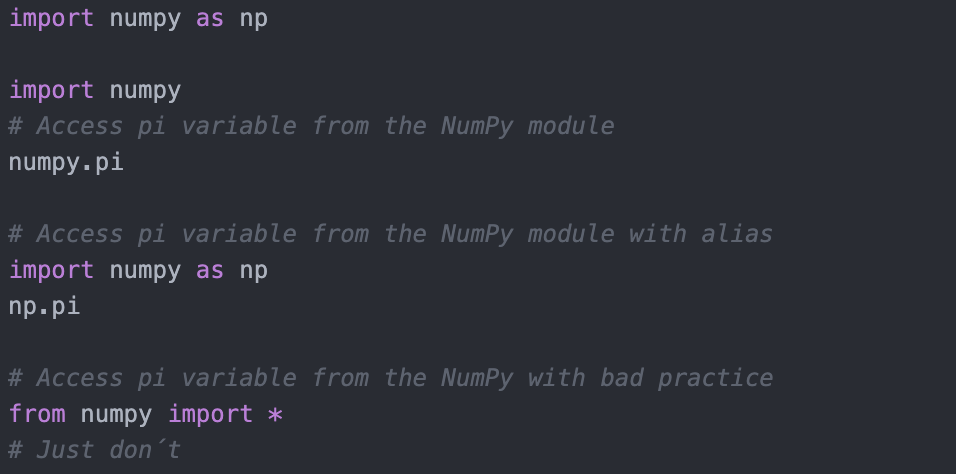 import numpy as np
import numpy
# Access pi variable from the NumPy module
numpy.pi
# Access pi variable from the NumPy module with alias
import numpy as np
np.pi
# Access pi variable from the NumPy with bad practice
from numpy import *
# Just don´t